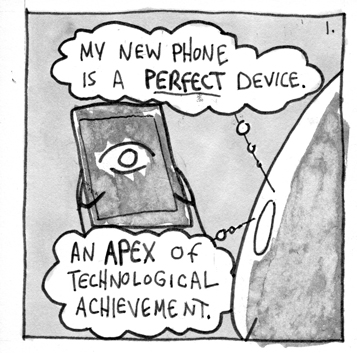 1.
MY NEW PHONE
IS A PERFECT DEVICE.
AN APEX OF
TECHNOLOGICAL
ACHIEVEMENT.